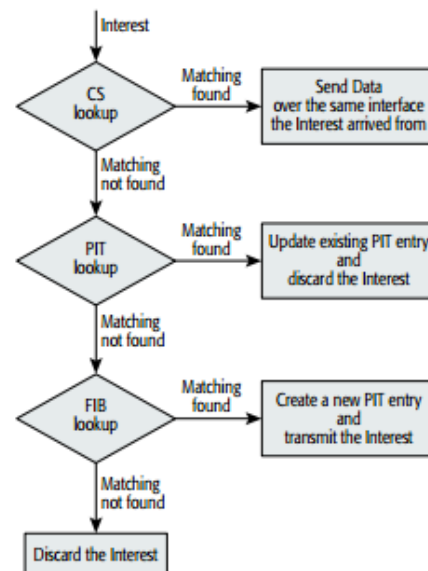 Interest
CS
lookup
Matching
found
Send Data
over the same interface
the Interest arrived from
Matching
not found
PIT
lookup
Matching
found
Update existing PIT entry
and
discard the Interest
Matching
not found
FIB
lookup
Matching
found
Create a new PIT entry
and
transmit the Interest
Matching
not found
Discard the Interest